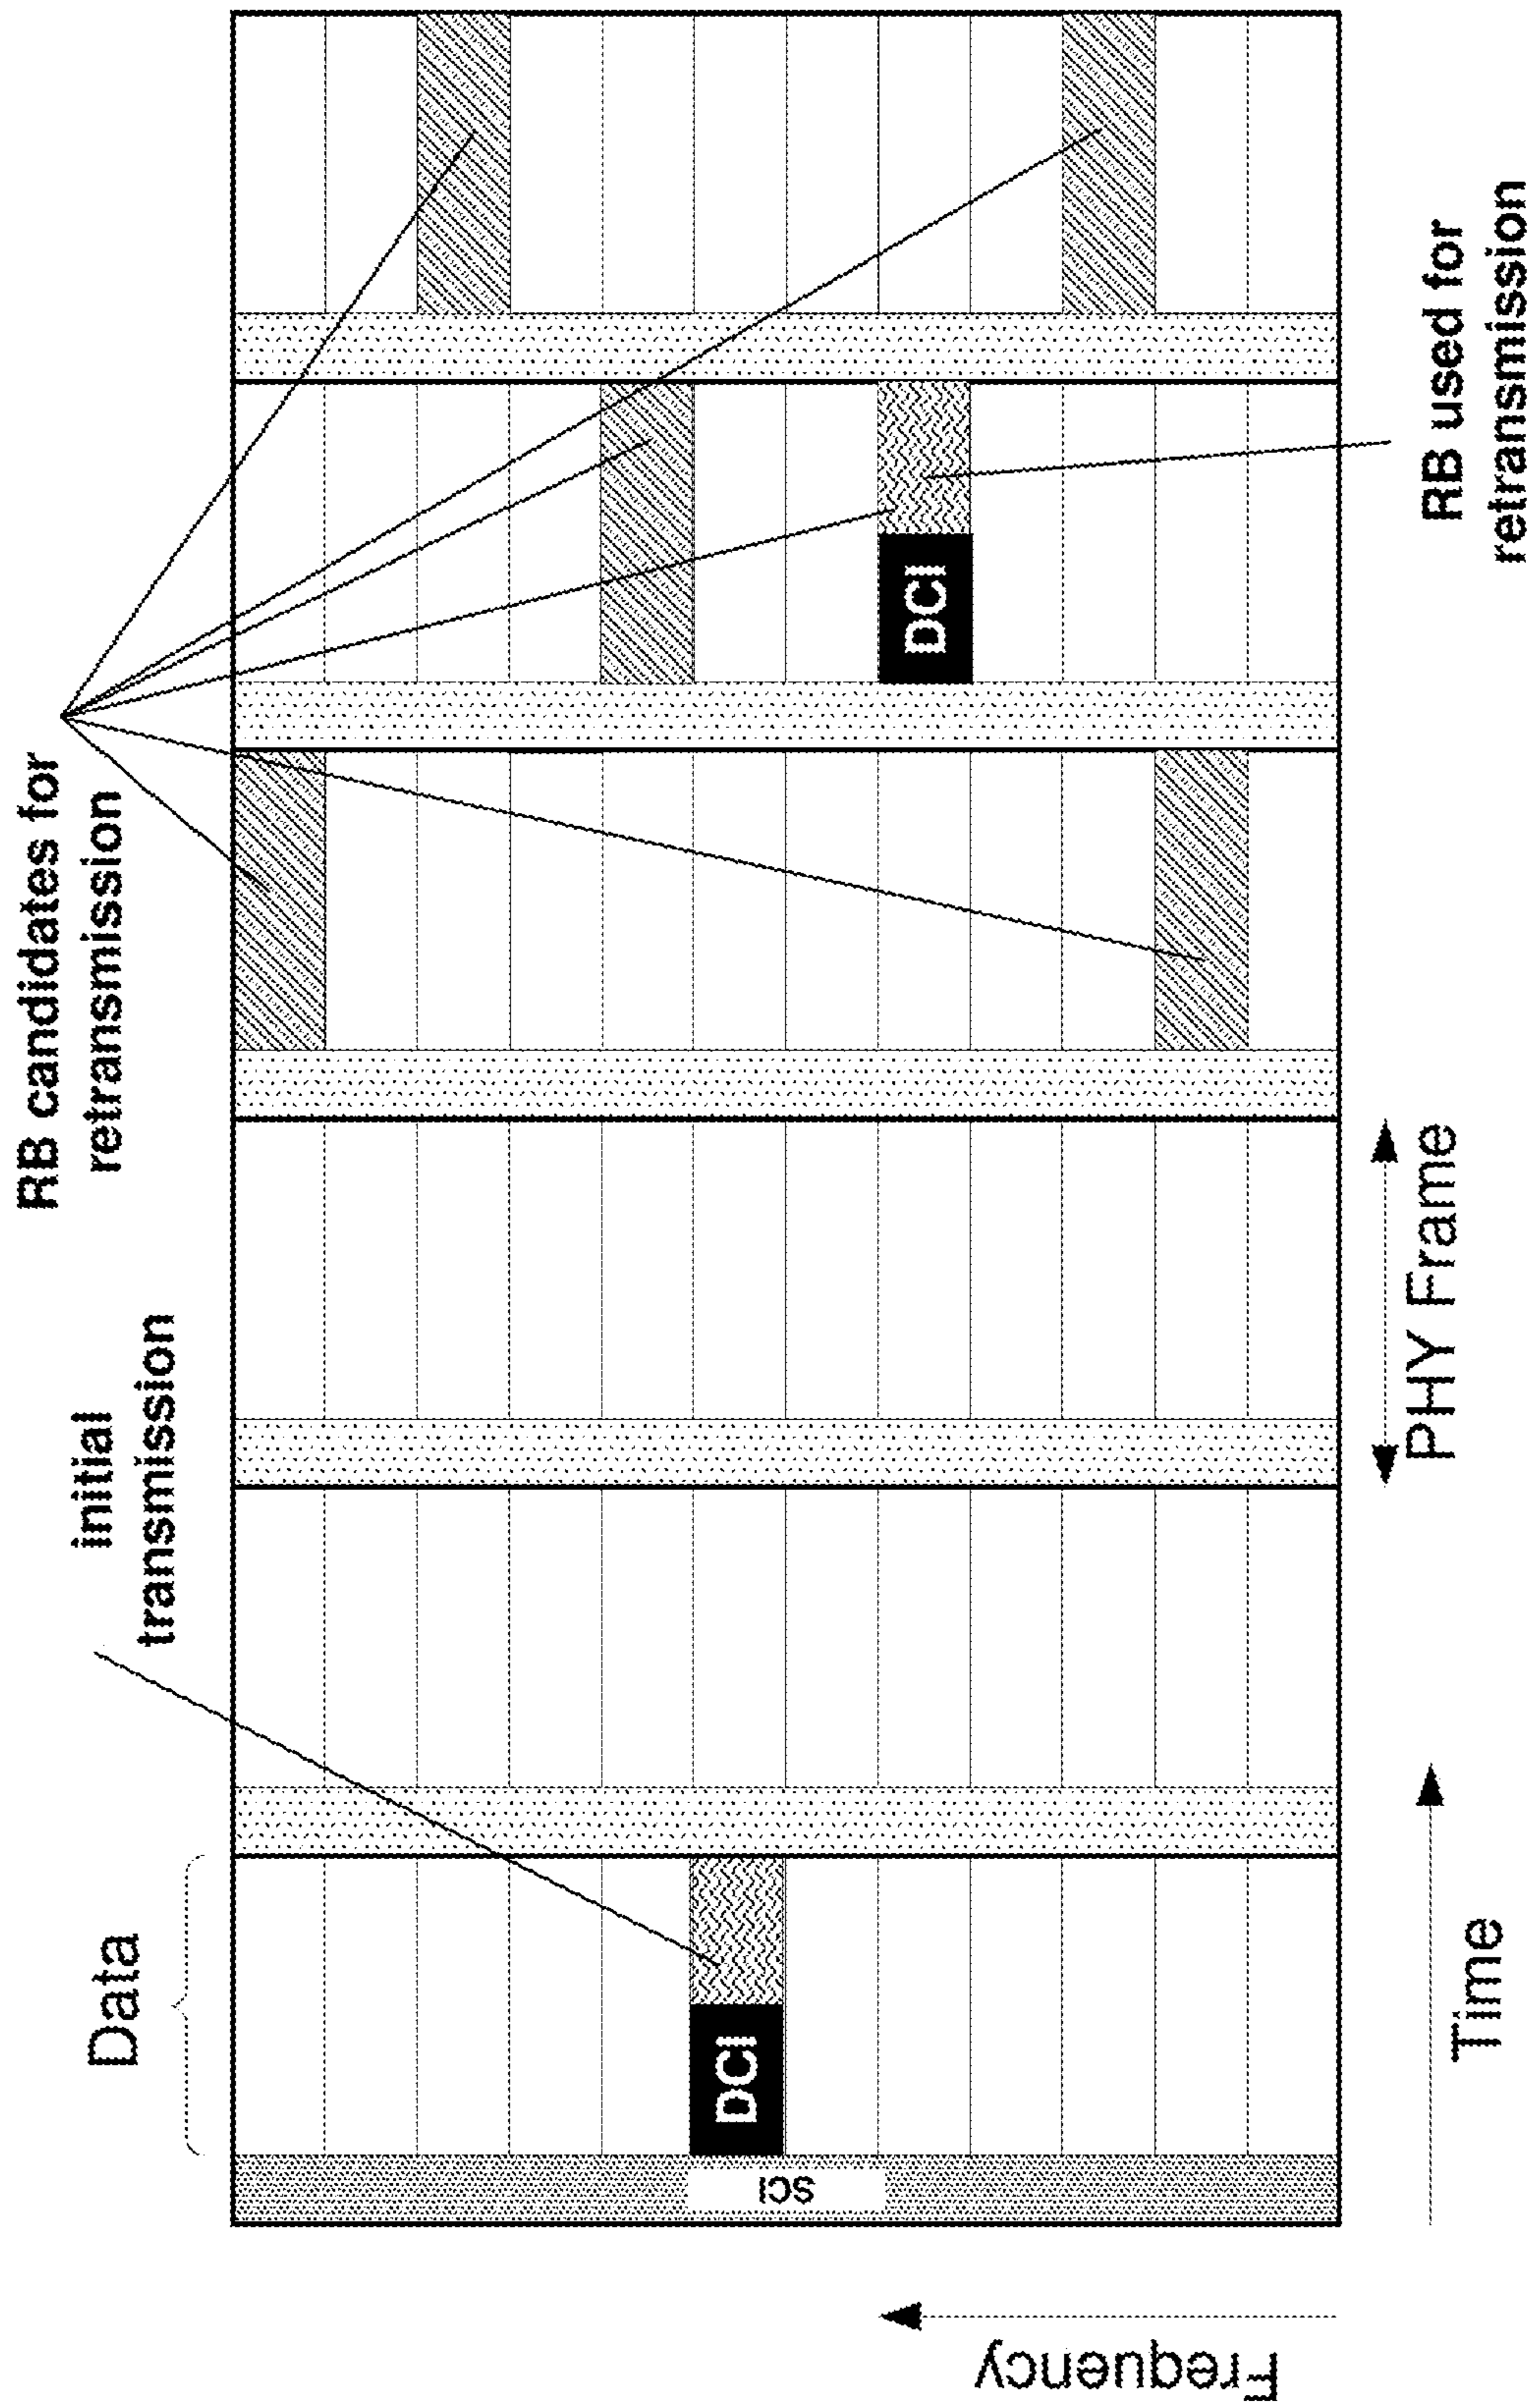 Data
initial
transmission
RB candidates for
retransmission
SCI
DCI
DCI
Frequency
Time
PHY Frame
RB used for
retransmission